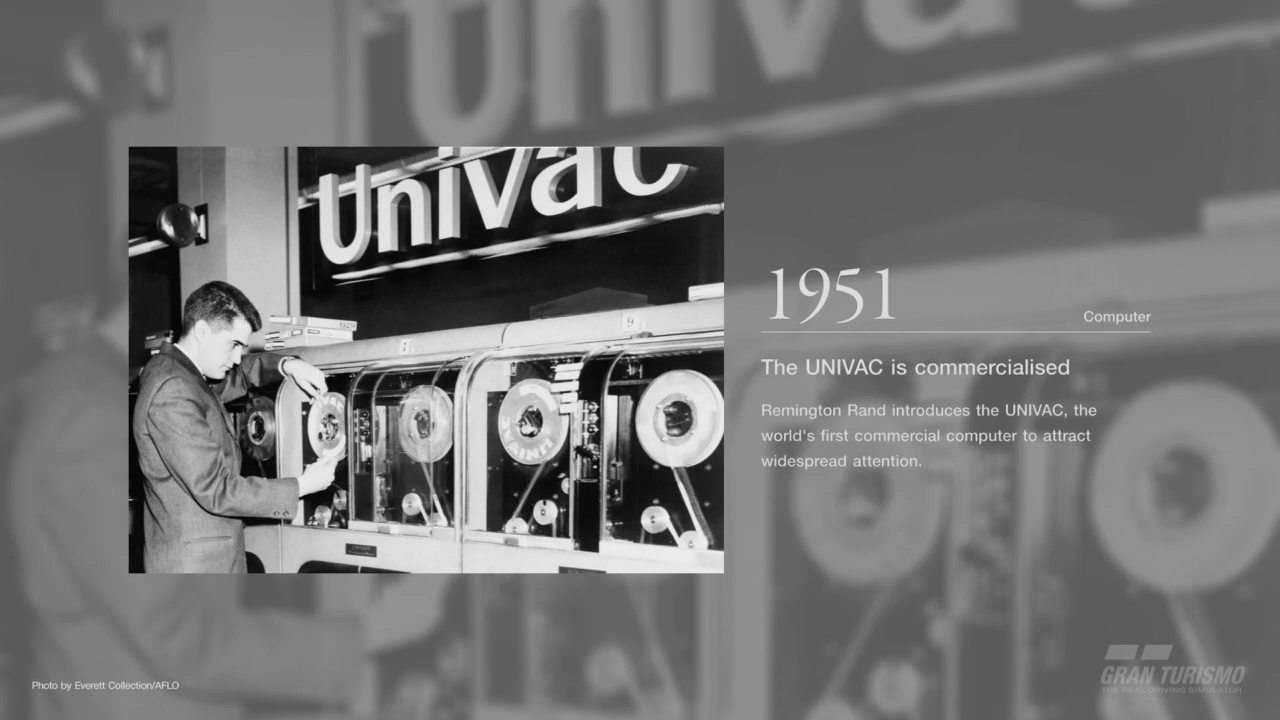 Univac
1951
Computer
The UNIVAC is commercialised
Remington Rand introduces the UNIVAC, the
world's first commercial computer to attract
widespread attention.
Photo by Everett Collection/AFLO
GRAN TURISMO
THE REAL DRIVING SIMULATOR